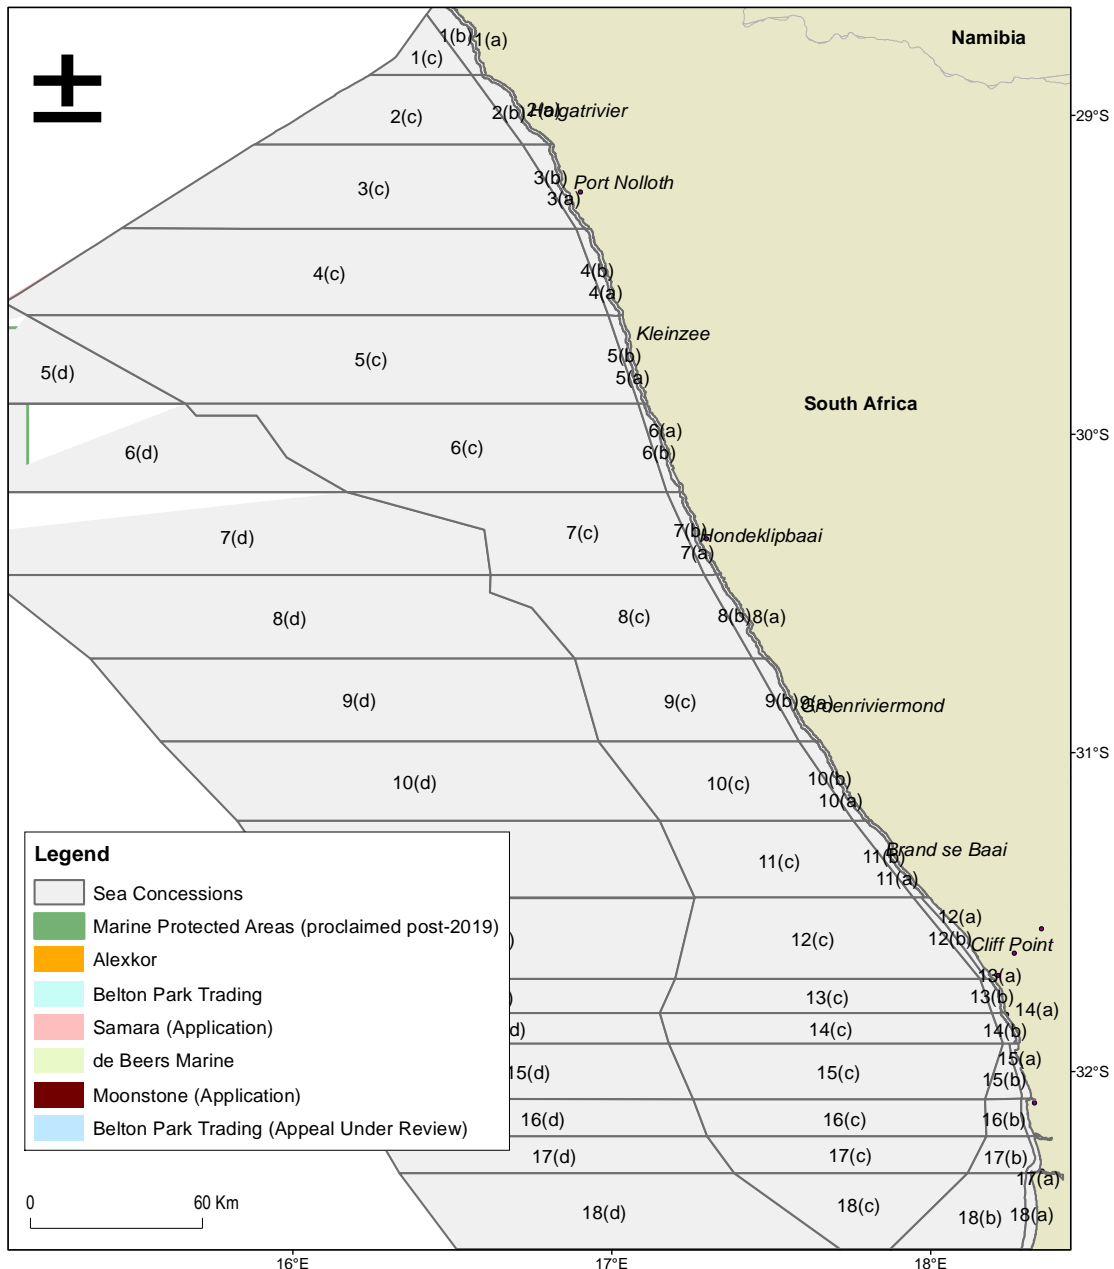 Namibia
1(b)
1(a)
1(c)
2(c)
2(b)
2(a)
Holgatrivier
29°S
3(c)
3(b)
Port Nolloth
3(a)
4(c)
4(b)
4(a)
Kleinzee
5(d)
5(c)
5(b)
5(a)
South Africa
6(a)
6(d)
6(c)
6(b)
30°S
7(d)
7(c)
7(b)
Hondeklipbaai
7(a)
8(d)
8(c)
8(b)
8(a)
9(d)
9(c)
9(b)
9(a)
Groenriviermond
31°S
10(d)
10(c)
10(b)
10(a)
Brand se Baai
11(c)
11(b)
11(a)
12(a)
12(c)
12(b)
Cliff Point
13(a)
13(c)
13(b)
14(a)
d)
14(c)
14(b)
15(a)
15(d)
15(c)
15(b)
32°S
16(d)
16(c)
16(b)
17(d)
17(c)
17(b)
17(a)
18(d)
18(c)
18(b)
18(a)
Legend
Sea Concessions
Marine Protected Areas (proclaimed post-2019)
Alexkor
Belton Park Trading
Samara (Application)
de Beers Marine
Moonstone (Application)
Belton Park Trading (Appeal Under Review)
0 60 Km
16°E 17°E 18°E